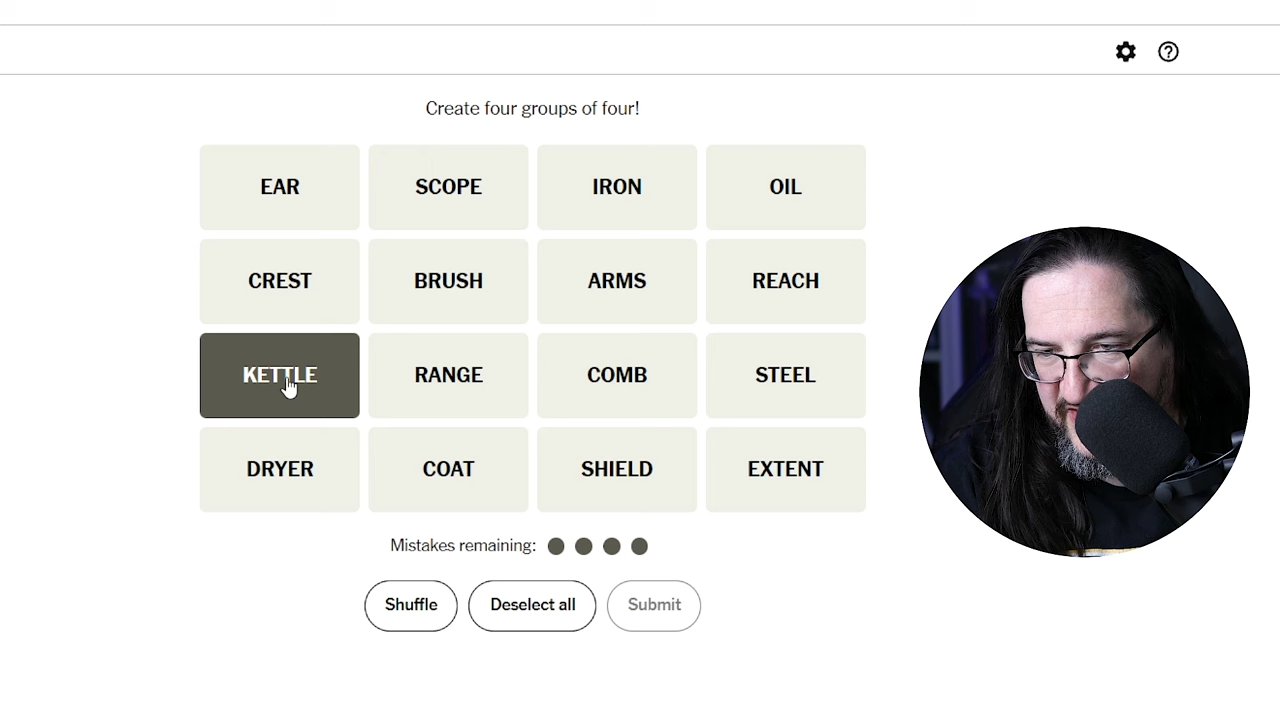 Create four groups of four!
EAR SCOPE IRON OIL
CREST BRUSH ARMS REACH
KETTLE RANGE COMB STEEL
DRYER COAT SHIELD EXTENT
Mistakes remaining:
Shuffle Deselect all Submit